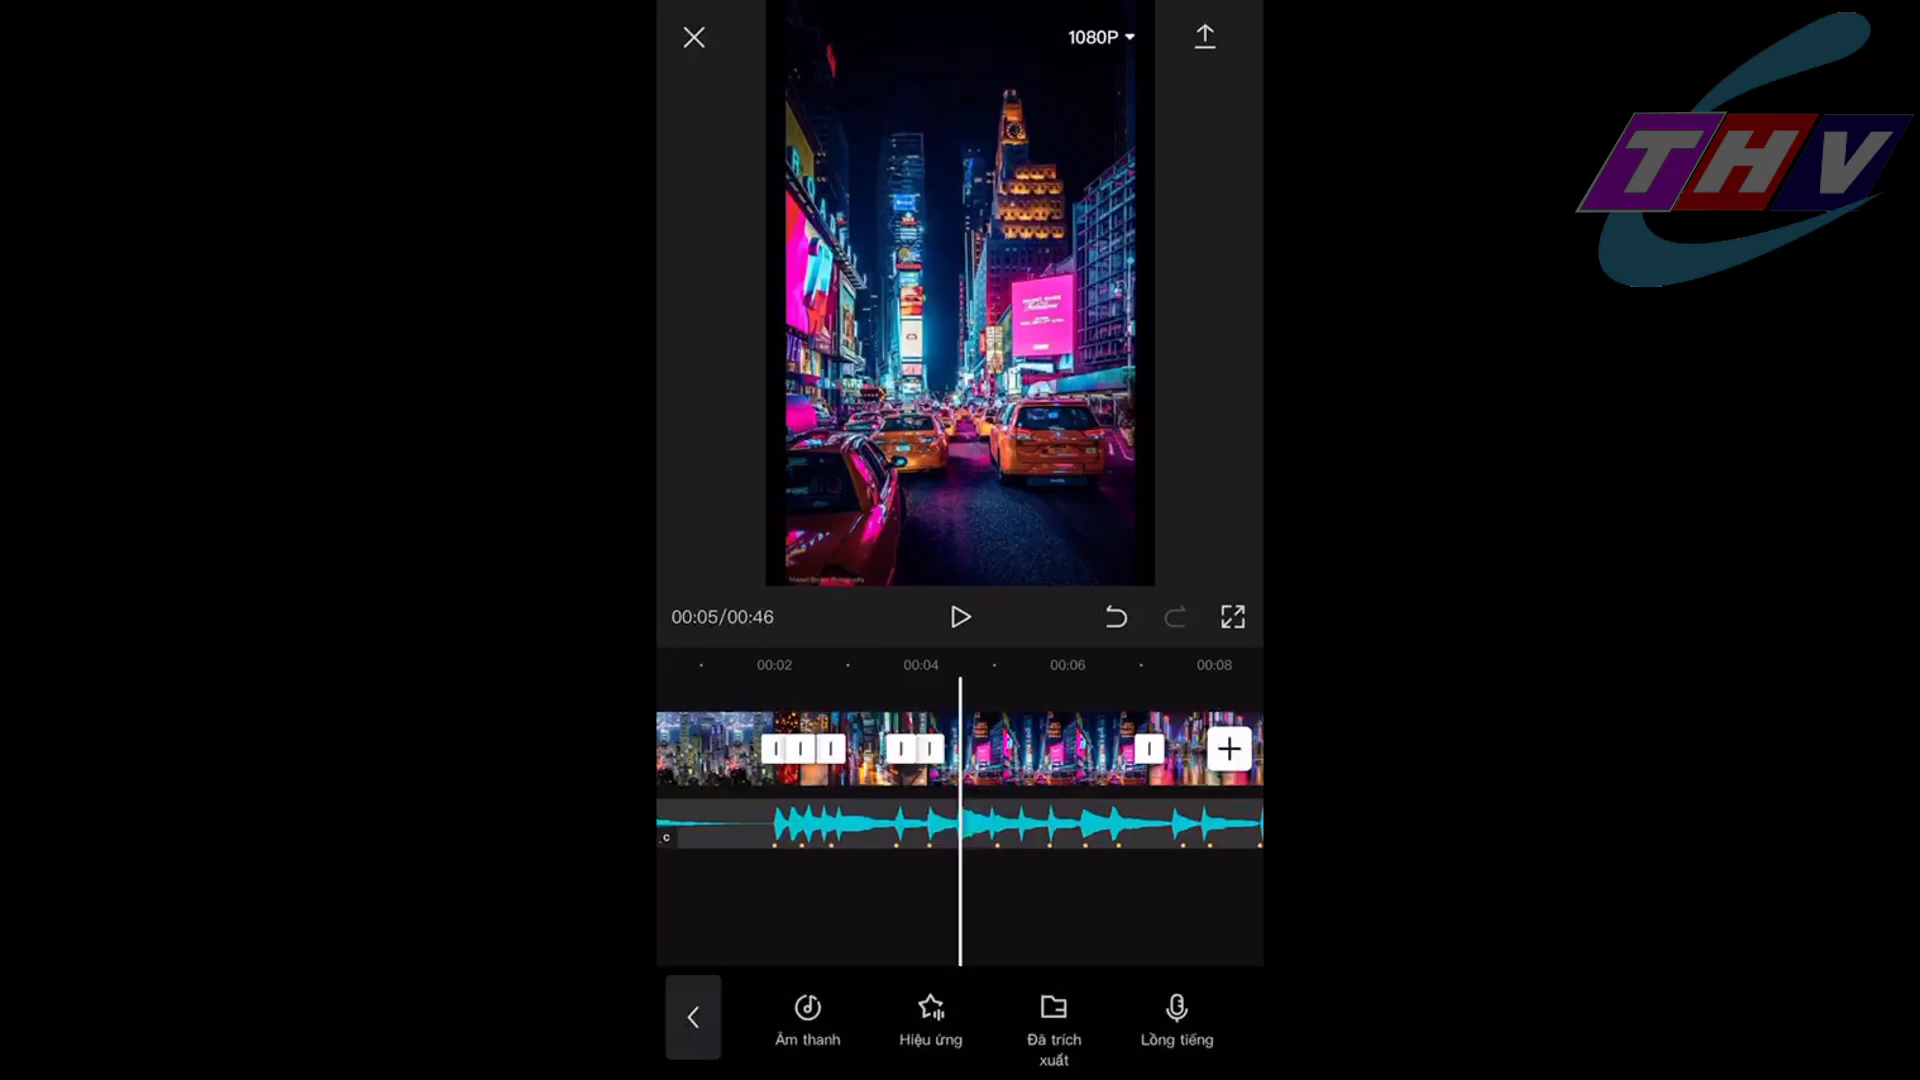 1080P
THV
00:05/00:46
00:02
00:04
00:06
00:08
Âm thanh
Hiệu ứng
Đã trích
xuất
Lồng tiếng